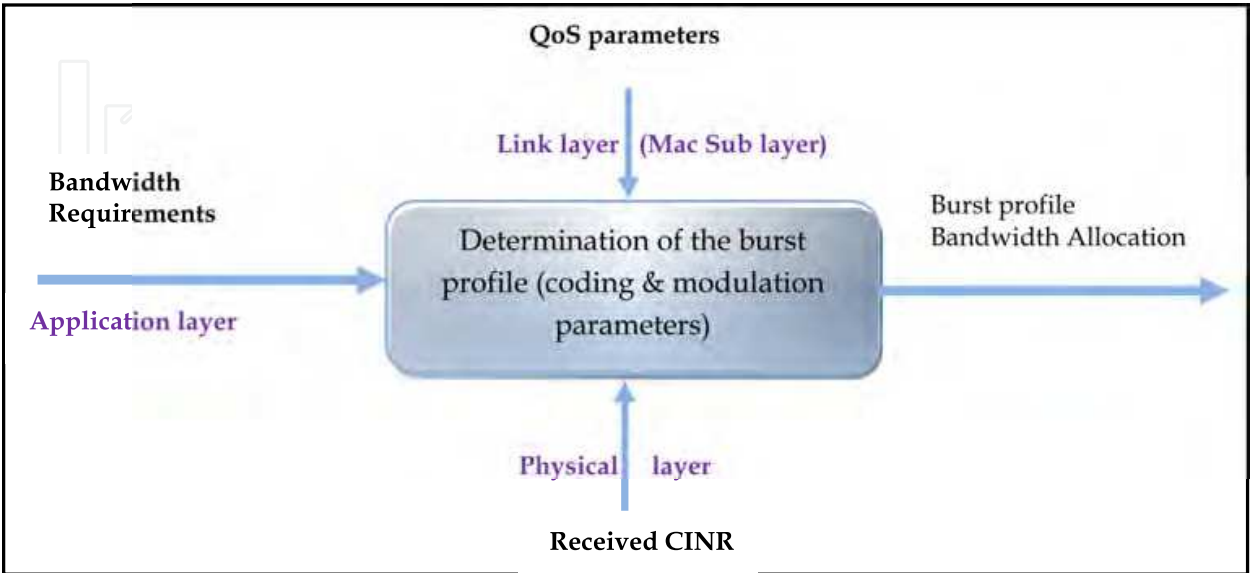 QoS parameters
Link layer (Mac Sub layer)
Bandwidth
Requirements
Application layer
Determination of the burst
profile (coding & modulation
parameters)
Burst profile
Bandwidth Allocation
Physical layer
Received CINR